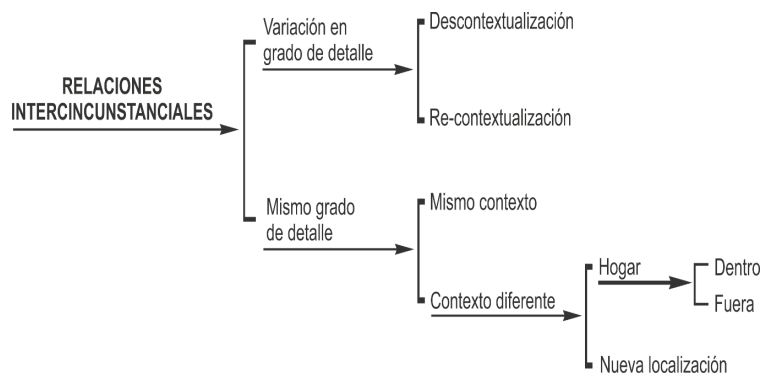 RELACIONES
INTERCINCUNSTANCIALES
Variación en
grado de detalle
Descontextualización
Re-contextualización
Mismo grado
de detalle
Mismo contexto
Contexto diferente
Hogar
Dentro
Fuera
Nueva localización